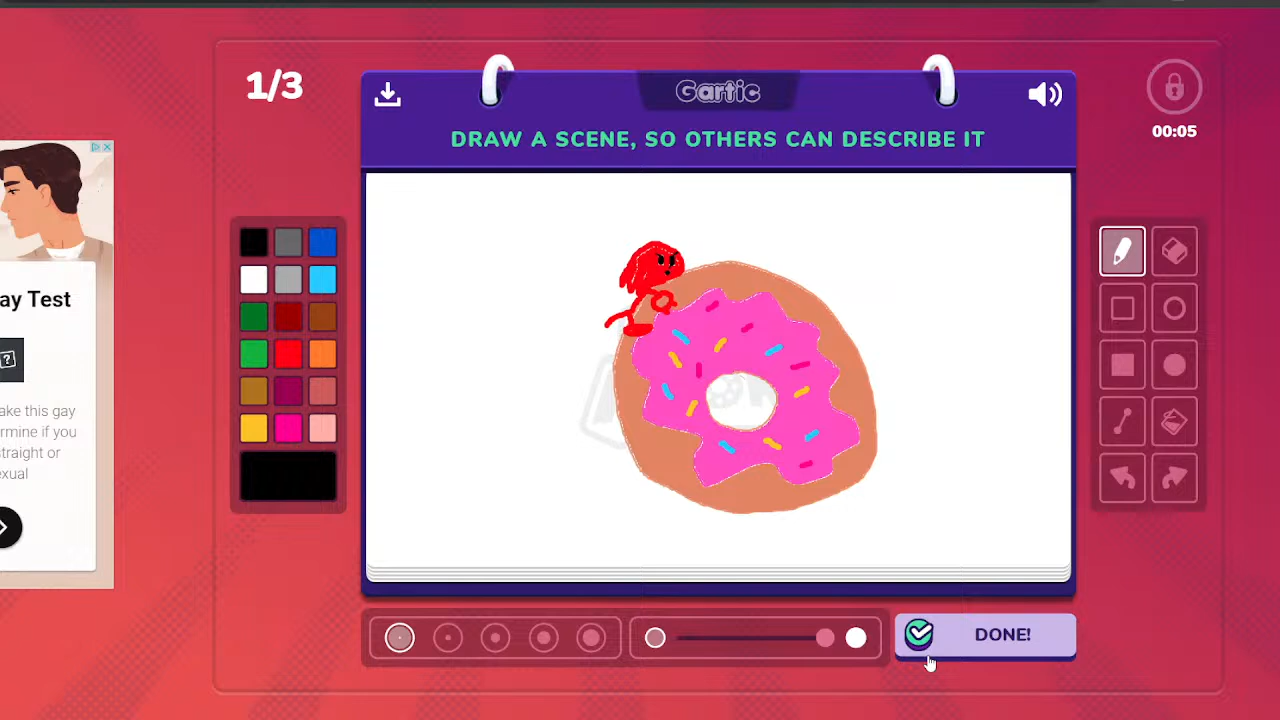 1/3
Gartic
00:05
DRAW A SCENE, SO OTHERS CAN DESCRIBE IT
ay Test
?
ake this gay
rmine if you
straight or
exual
DONE!